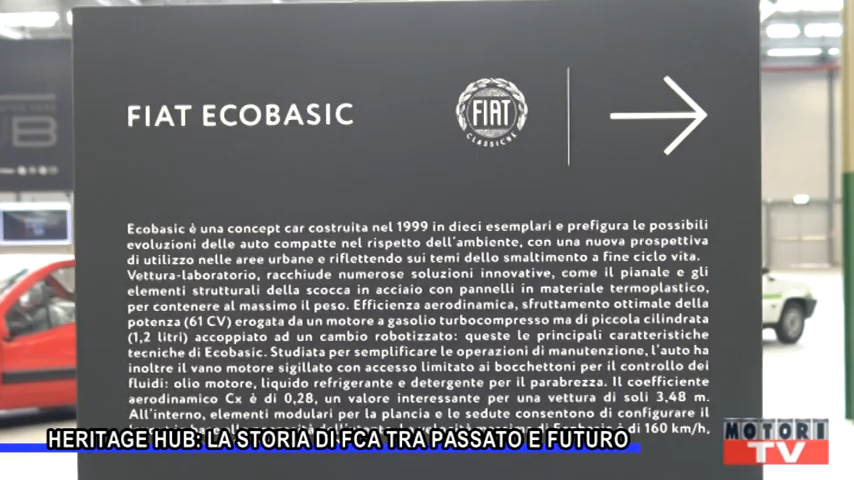 MOTORI
TV
FIAT ECOBASIC
FIAT
CLASSICHE
UB
Ecobasic è una concept car costruita nel 1999 in dieci esemplari e prefigura le possibili
evoluzioni delle auto compatte nel rispetto dell'ambiente, con una nuova prospettiva
di utilizzo nelle aree urbane e riflettendo sui temi dello smaltimento a fine ciclo vita.
Vettura-laboratorio, racchiude numerose soluzioni innovative, come il pianale e gli
elementi strutturali della scocca in acciaio con pannelli in materiale termoplastico,
per contenere al massimo il peso. Efficienza aerodinamica, sfruttamento ottimale della
potenza (61 CV) erogata da un motore a gasolio turbocompresso ma di piccola cilindrata
(1,2 litri) accoppiato ad un cambio robotizzato: queste le principali caratteristiche
tecniche di Ecobasic. Studiata per semplificare le operazioni di manutenzione, l'auto ha
inoltre il vano motore sigillato con accesso limitato ai bocchettoni per il controllo dei
fluidi: olio motore, liquido refrigerante e detergente per il parabrezza. Il coefficiente
aerodinamico Cx è di 0,28, un valore interessante per una vettura di soli 3,48 m.
All'interno, elementi modulari per la plancia e le sedute consentono di configurare il
è di 160 km/h,
HERITAGE HUB: LA STORIA DI FCA TRA PASSATO E FUTURO
MOTORI
TV